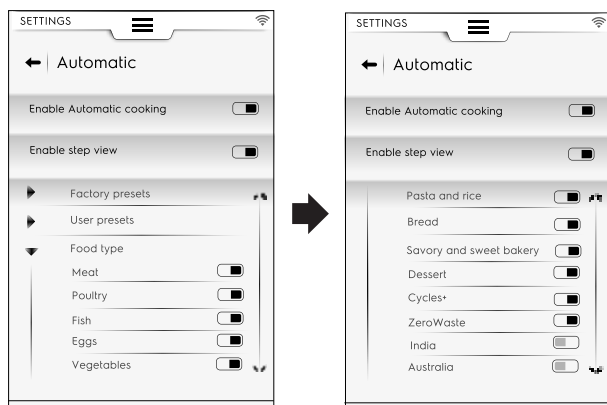 SETTINGS
Automatic
Enable Automatic cooking
Enable step view
Factory presets
User presets
Food type
Meat
Poultry
Fish
Eggs
Vegetables
SETTINGS
Automatic
Enable Automatic cooking
Enable step view
Pasta and rice
Bread
Savory and sweet bakery
Dessert
Cycles+
ZeroWaste
India
Australia